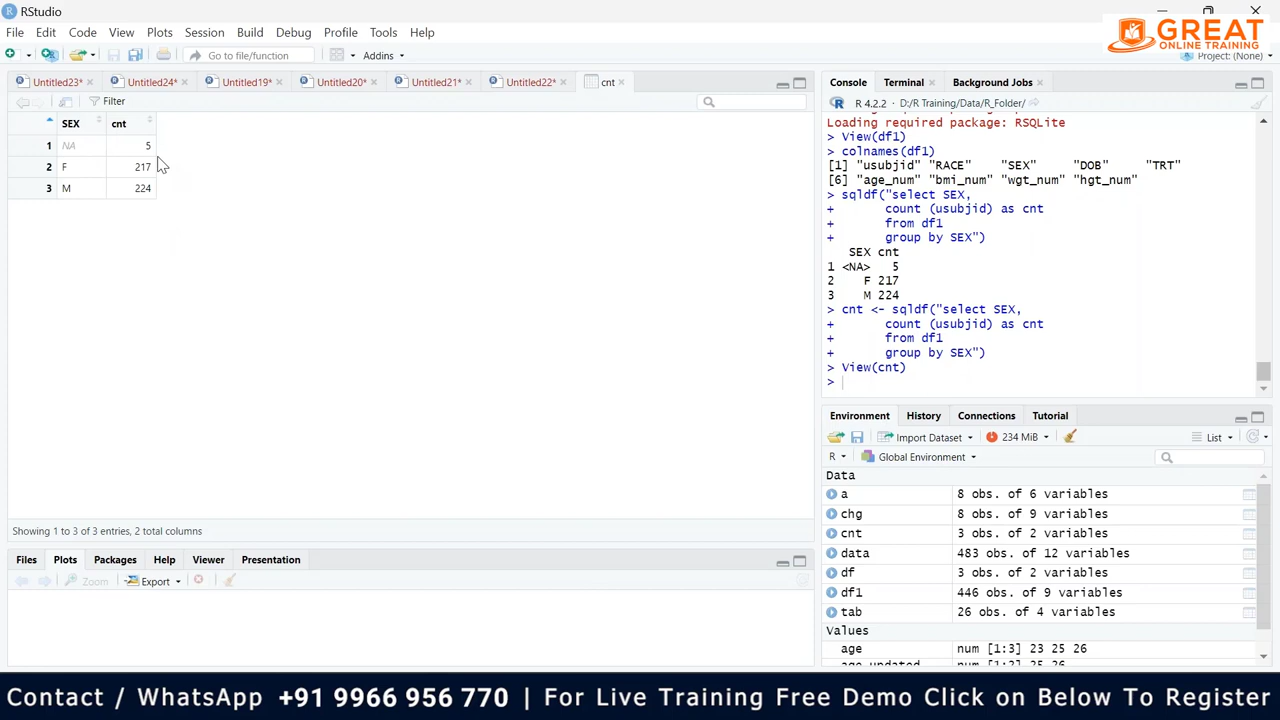 RStudio
File Edit Code View Plots Session Build Debug Profile Tools Help
GREAT
ONLINE TRAINING
Go to file/function
Addins
Project: (None)
Untitled23*
Untitled24*
Untitled19*
Untitled20*
Untitled21*
Untitled22*
cnt
Filter
SEX cnt
1 NA 5
2 F 217
3 M 224
Showing 1 to 3 of 3 entries, 2 total columns
Files Plots Packages Help Viewer Presentation
Zoom
Export
Console Terminal Background Jobs
R 4.2.2 · D:/R Training/Data/R_Folder/
Loading required package: RSQLite
> View(df1)
> colnames(df1)
[1] "usubjid" "RACE" "SEX" "DOB" "TRT"
[6] "age_num" "bmi_num" "wgt_num" "hgt_num"
> sqldf("select SEX,
+ count (usubjid) as cnt
+ from df1
+ group by SEX")
SEX cnt
1 <NA> 5
2 F 217
3 M 224
> cnt <- sqldf("select SEX,
+ count (usubjid) as cnt
+ from df1
+ group by SEX")
> View(cnt)
>
Environment History Connections Tutorial
Import Dataset
234 MiB
List
R
Global Environment
Data
a 8 obs. of 6 variables
chg 8 obs. of 9 variables
cnt 3 obs. of 2 variables
data 483 obs. of 12 variables
df 3 obs. of 2 variables
df1 446 obs. of 9 variables
tab 26 obs. of 4 variables
Values
age num [1:3] 23 25 26
age_updated num [1:2] 25 26
Contact / WhatsApp +91 9966 956 770 | For Live Training Free Demo Click on Below To Register